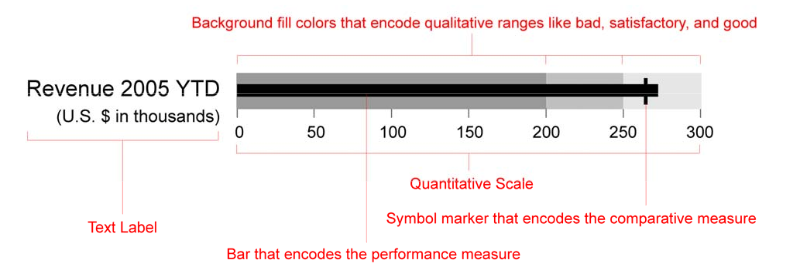 Background fill colors that encode qualitative ranges like bad, satisfactory, and good
Revenue 2005 YTD
(U.S. $ in thousands)
0 50 100 150 200 250 300
Quantitative Scale
Symbol marker that encodes the comparative measure
Text Label
Bar that encodes the performance measure